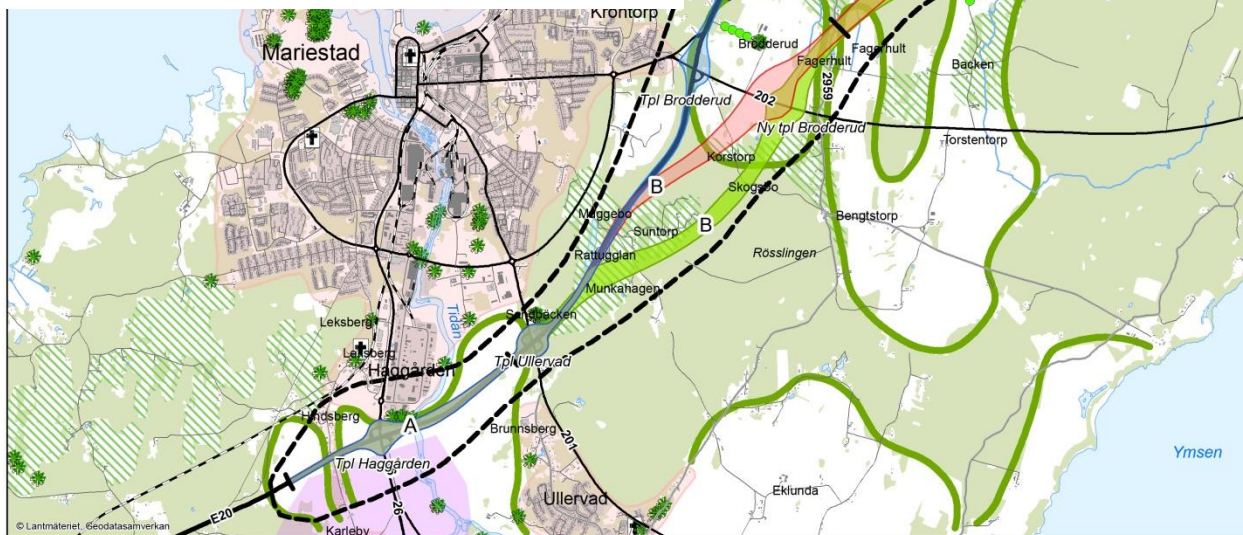 Krontorp
Mariestad
Brodderud
Fagerhult
Fagerhult
Backen
Tpl Brodderud
202
2959
Ny tpl Brodderud
Torstentorp
Korstorp
B
Skogsbo
Muggebo
Suntorp
B
Bengtstorp
Rattugglan
Rösslingen
Munkahagen
Tidan
Sandbäcken
Leksberg
Leksberg
Haggården
Tpl Ullervad
Hindsberg
A
Brunnsberg
201
Ymsen
Tpl Haggården
Eklunda
Ullervad
E20
26
© Lantmäteriet, Geodatasamverkan
Karleby